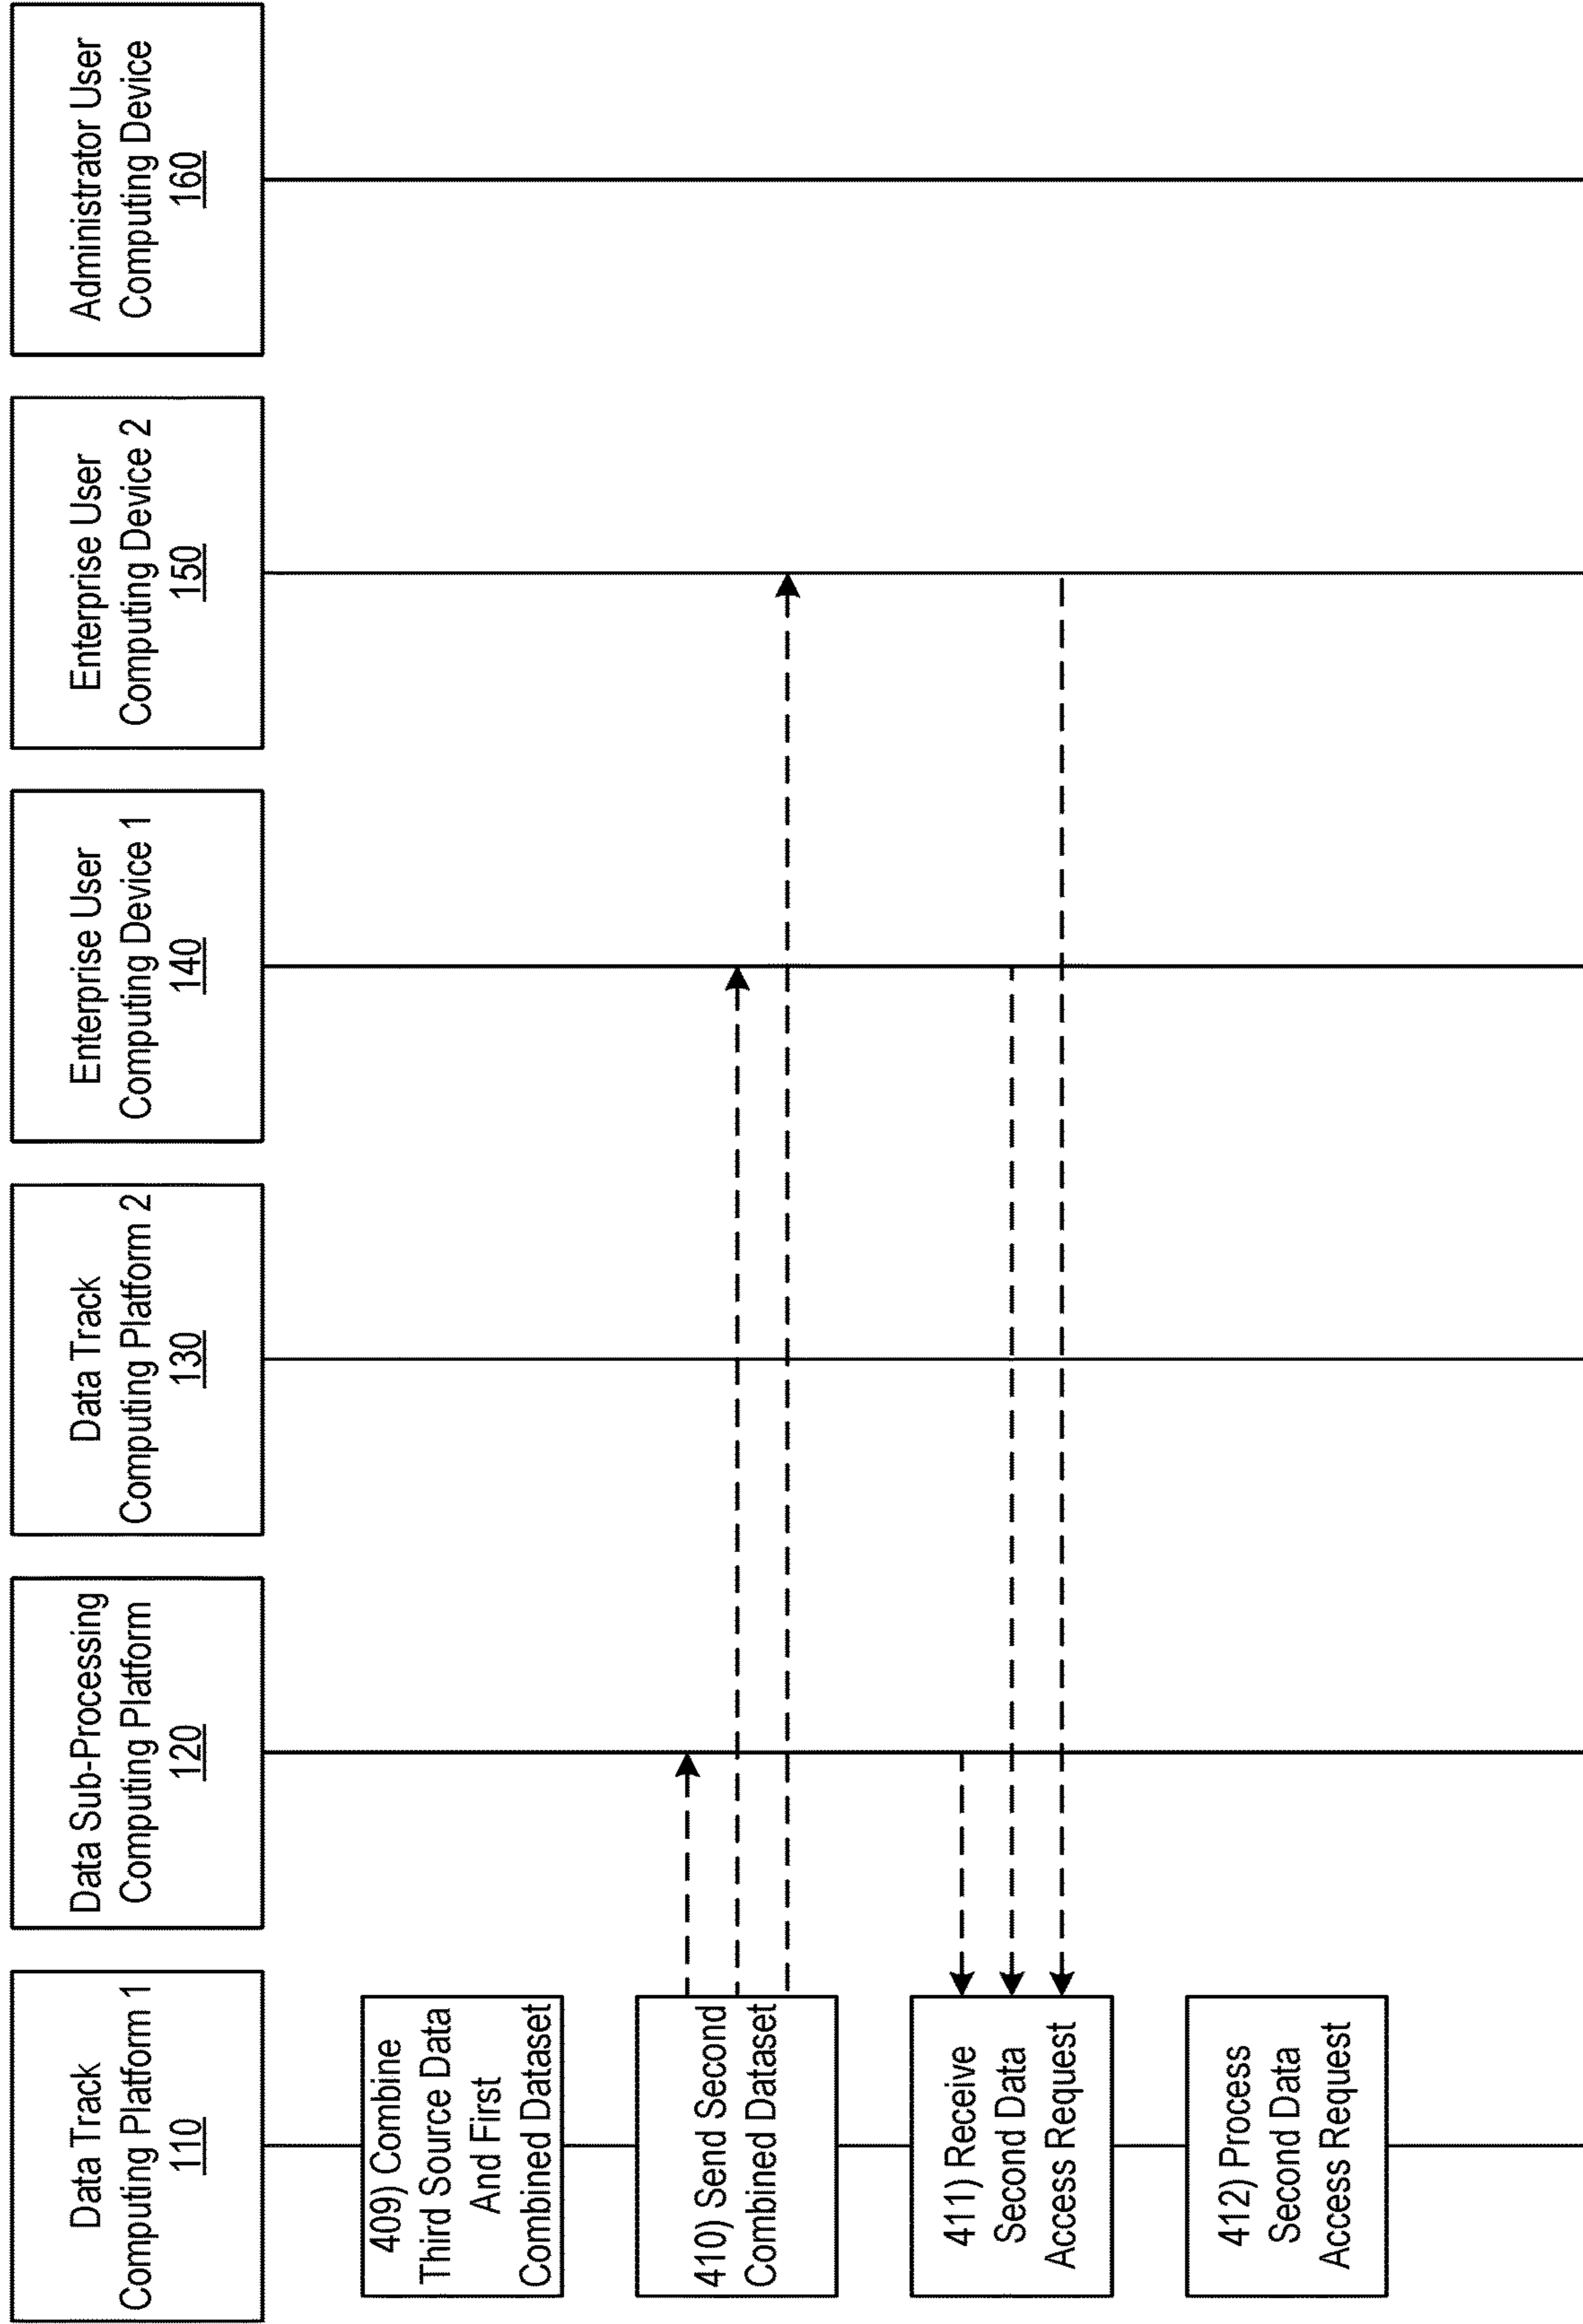 Data Track
Computing Platform 1
110
Data Sub-Processing
Computing Platform
120
Data Track
Computing Platform 2
130
Enterprise User
Computing Device 1
140
Enterprise User
Computing Device 2
150
Administrator User
Computing Device
160
409) Combine
Third Source Data
And First
Combined Dataset
410) Send Second
Combined Dataset
411) Receive
Second Data
Access Request
412) Process
Second Data
Access Request